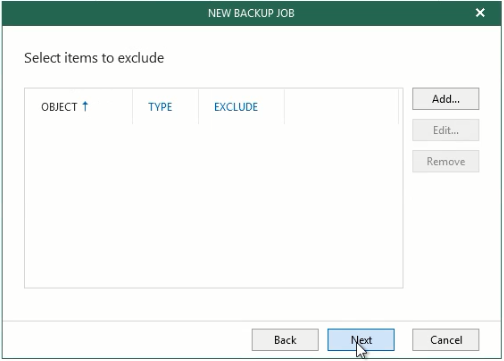 NEW BACKUP JOB
Select items to exclude
OBJECT ↑ TYPE EXCLUDE
Add...
Edit...
Remove
Back Next Cancel